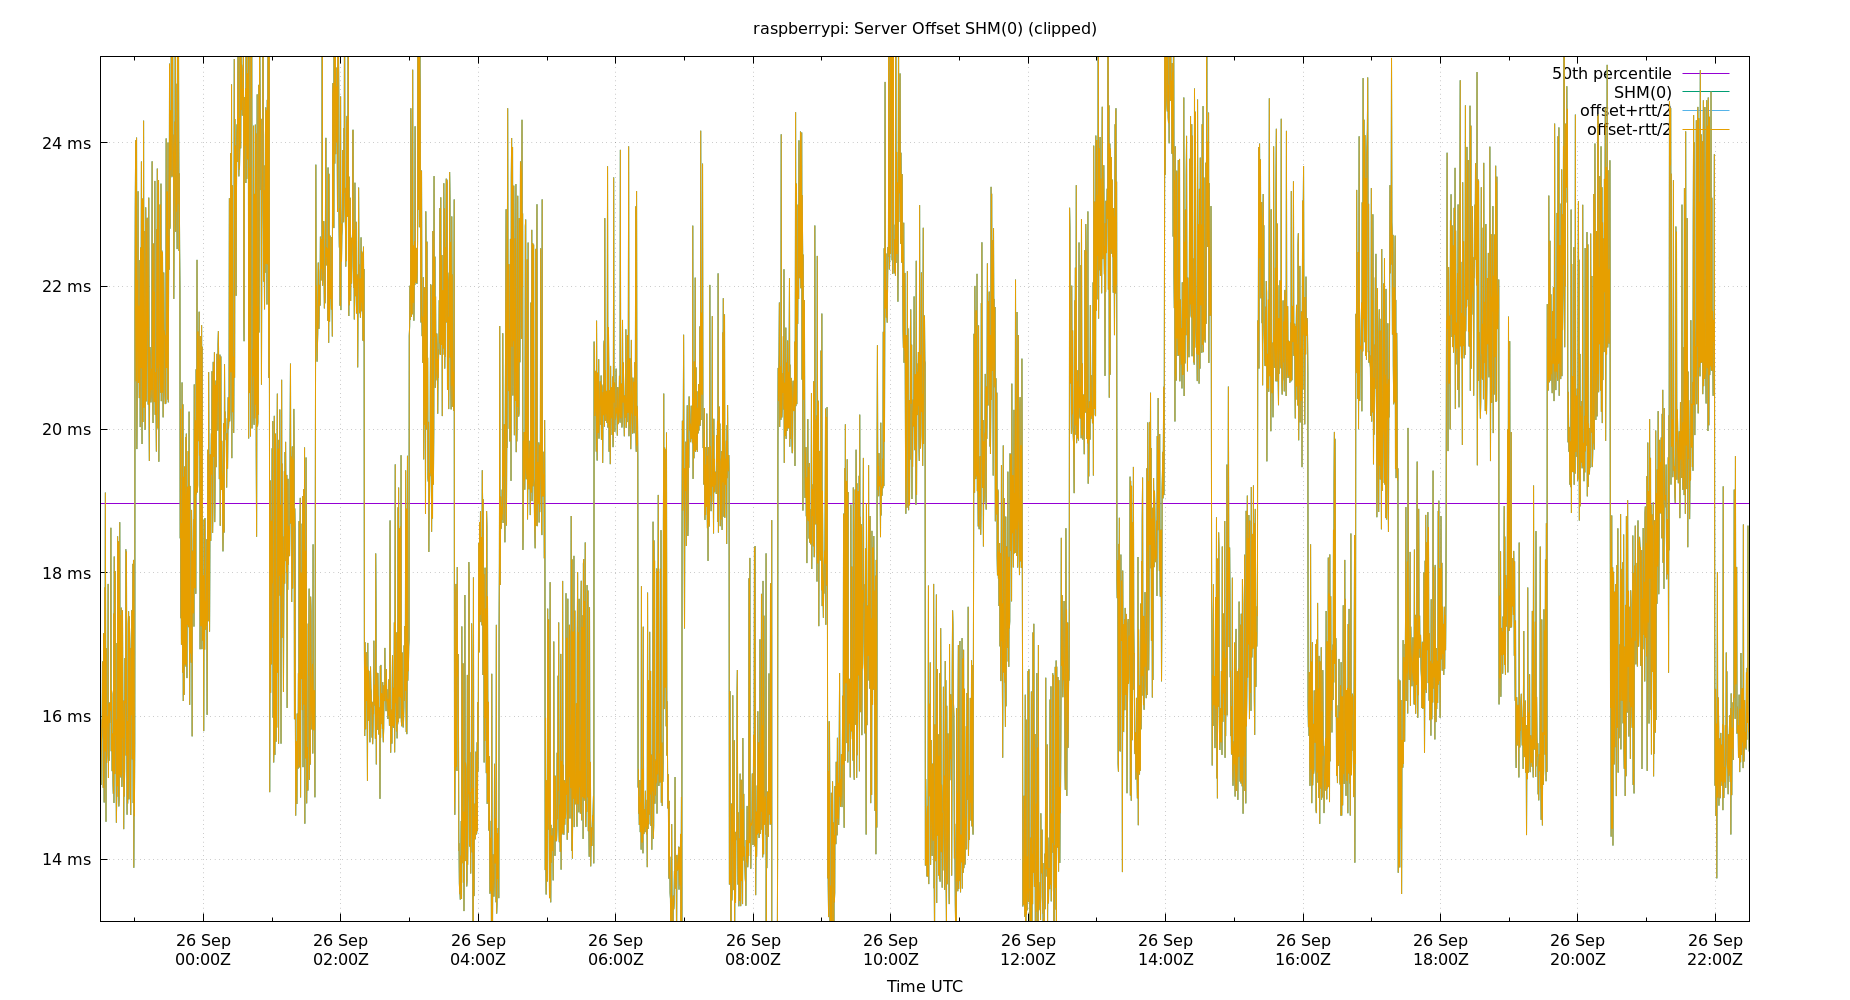 raspberrypi: Server Offset SHM(0) (clipped)
50th percentile
SHM(0)
offset+rtt/2
offset-rtt/2
24 ms
22 ms
20 ms
18 ms
16 ms
14 ms
26 Sep 26 Sep 26 Sep 26 Sep 26 Sep 26 Sep 26 Sep 26 Sep 26 Sep 26 Sep 26 Sep 26 Sep
00:00Z 02:00Z 04:00Z 06:00Z 08:00Z 10:00Z 12:00Z 14:00Z 16:00Z 18:00Z 20:00Z 22:00Z
Time UTC